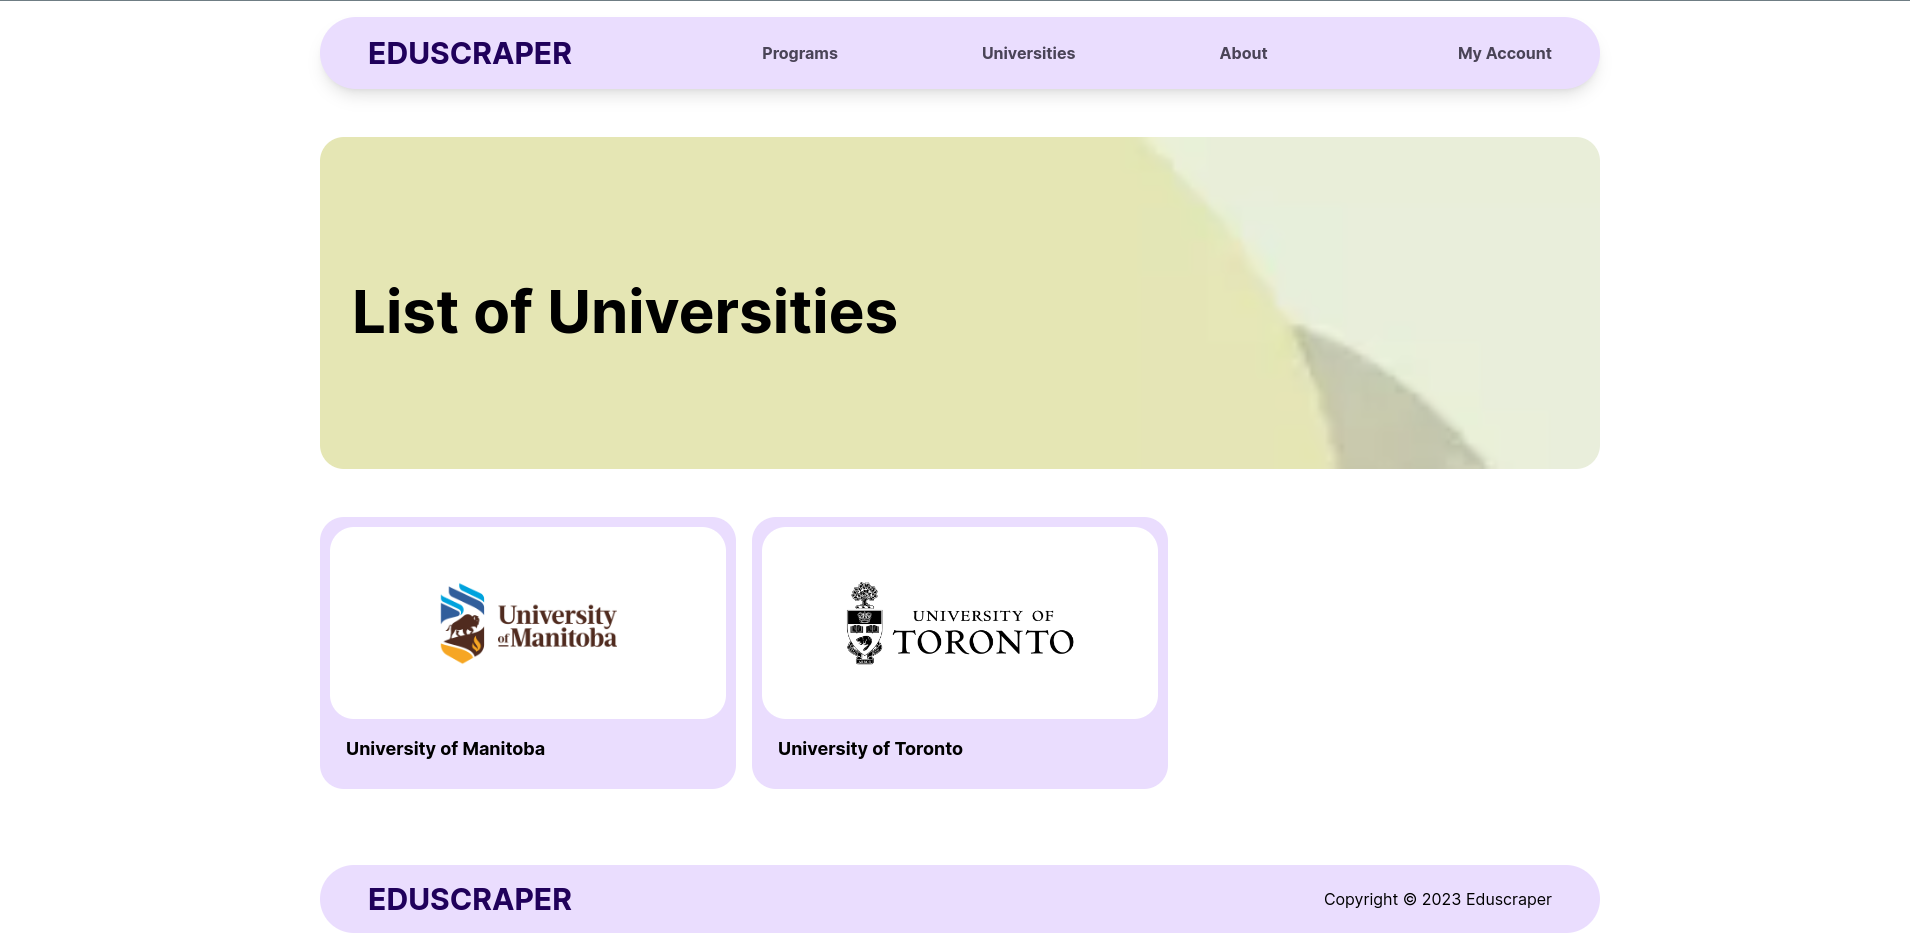 EDUSCRAPER
Programs
Universities
About
My Account
List of Universities
University
of Manitoba
UNIVERSITY OF
TORONTO
University of Manitoba
University of Toronto
EDUSCRAPER
Copyright © 2023 Eduscraper